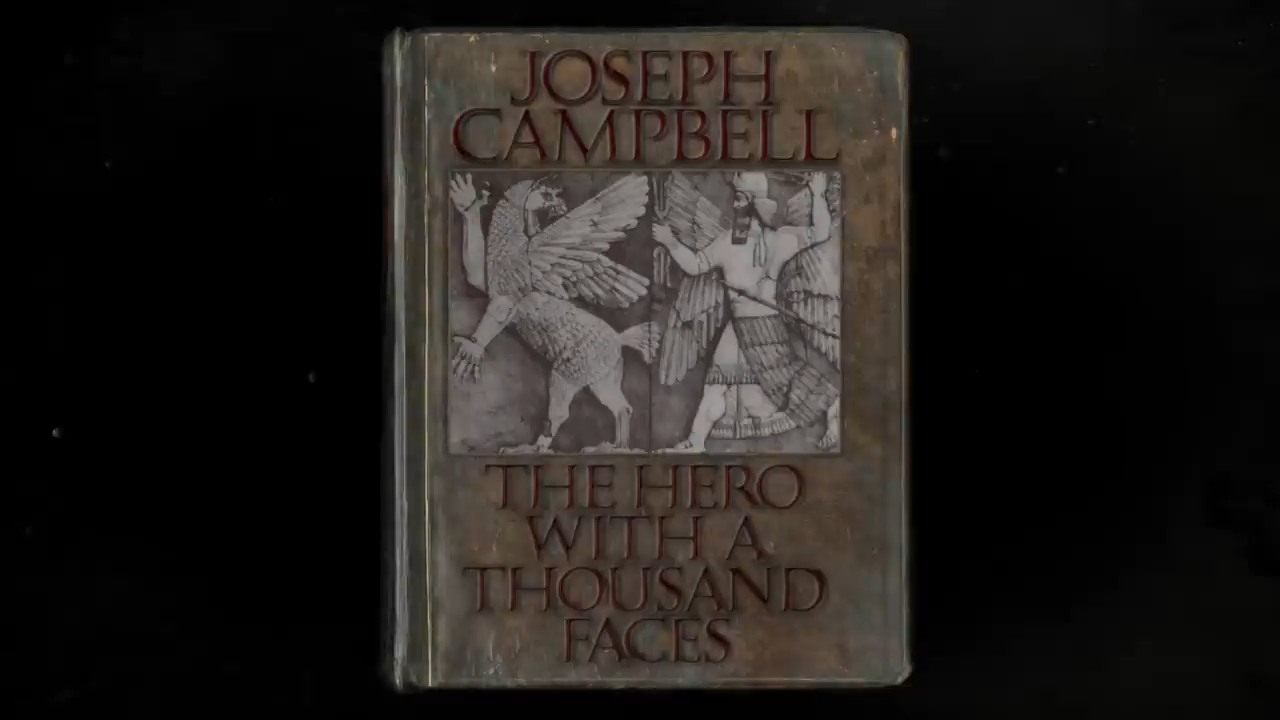 JOSEPH
CAMPBELL
THE HERO
WITH A
THOUSAND
FACES